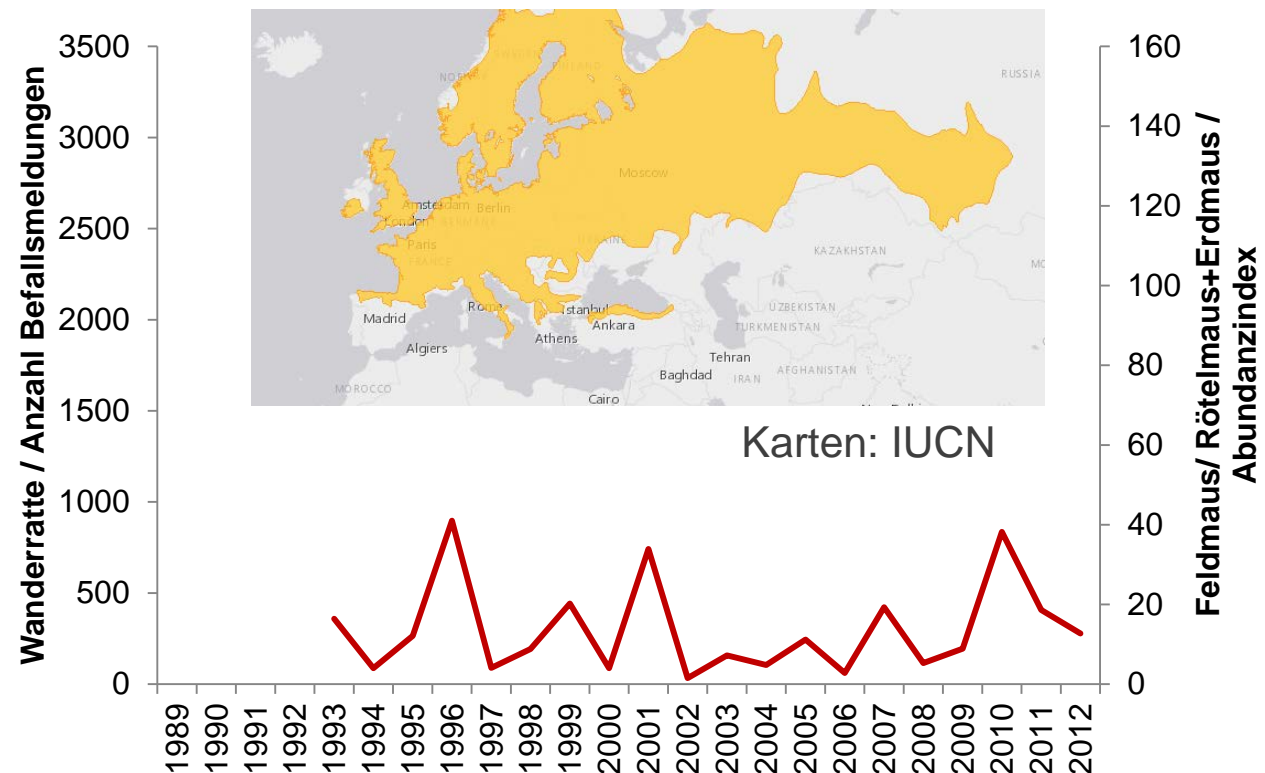 Wanderratte / Anzahl Befallsmeldungen
3500
3000
2500
2000
1500
1000
500
0
NORWAY
SWEDEN
FINLAND
RUSSIA
Moscow
Amsterdam
Berlin
London
Paris
FRANCE
UKRAINE
KAZAKHSTAN
Madrid
Rome
Istanbul
Ankara
UZBEKISTAN
TURKMENISTAN
Athens
Algiers
Tehran
Baghdad
IRAN
AFGHANISTAN
MOROCCO
Cairo
Karten: IUCN
160
140
120
100
80
60
40
20
0
Feldmaus/ Rötelmaus+Erdmaus /
Abundanzindex
1989
1990
1991
1992
1993
1994
1995
1996
1997
1998
1999
2000
2001
2002
2003
2004
2005
2006
2007
2008
2009
2010
2011
2012